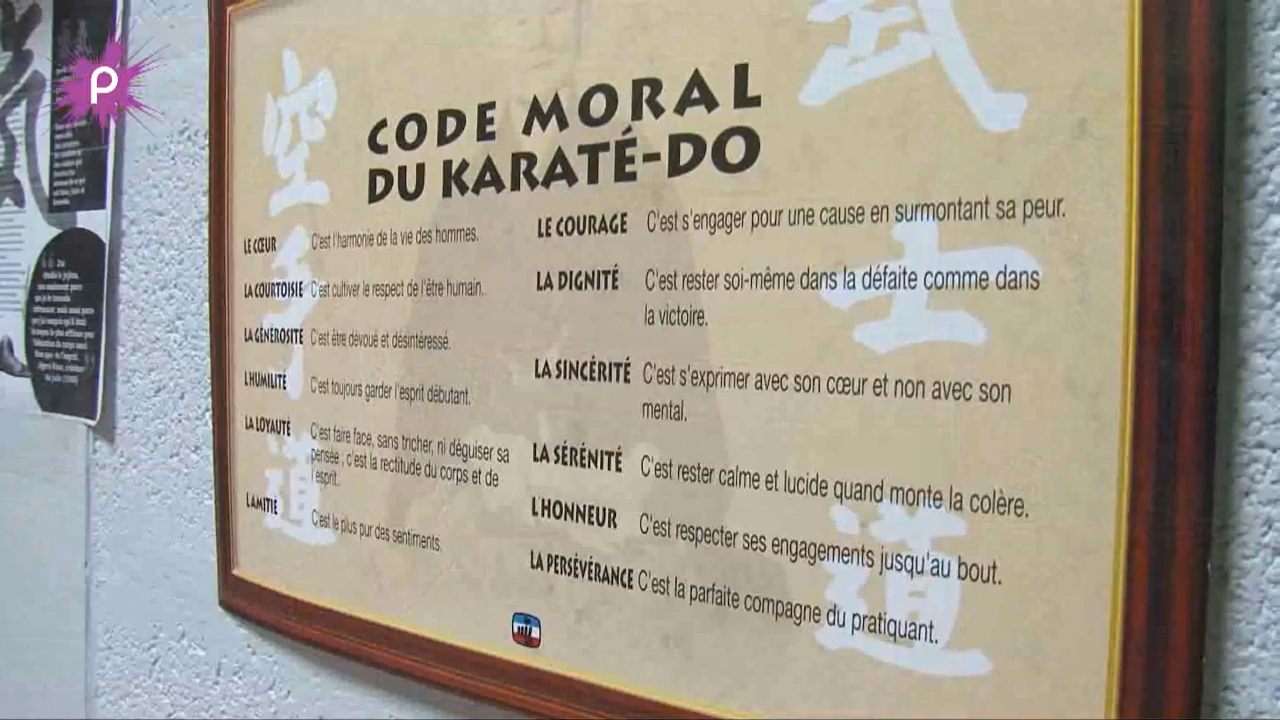 P
CODE MORAL
DU KARATÉ-DO
空手道
武士道
LE CŒUR C'est l'harmonie de la vie des hommes.
LA COURTOISIE C'est cultiver le respect de l'être humain.
LA GÉNÉROSITÉ C'est être dévoué et désintéressé.
L'HUMILITÉ C'est toujours garder l'esprit débutant.
LA LOYAUTÉ C'est faire face, sans tricher, ni déguiser sa
pensée ; c'est la rectitude du corps et de
l'esprit.
L'AMITIÉ C'est le plus pur des sentiments.
LE COURAGE C'est s'engager pour une cause en surmontant sa peur.
LA DIGNITÉ C'est rester soi-même dans la défaite comme dans
la victoire.
LA SINCÉRITÉ C'est s'exprimer avec son cœur et non avec son
mental.
LA SÉRÉNITÉ C'est rester calme et lucide quand monte la colère.
L'HONNEUR C'est respecter ses engagements jusqu'au bout.
LA PERSÉVÉRANCE C'est la parfaite compagne du pratiquant.